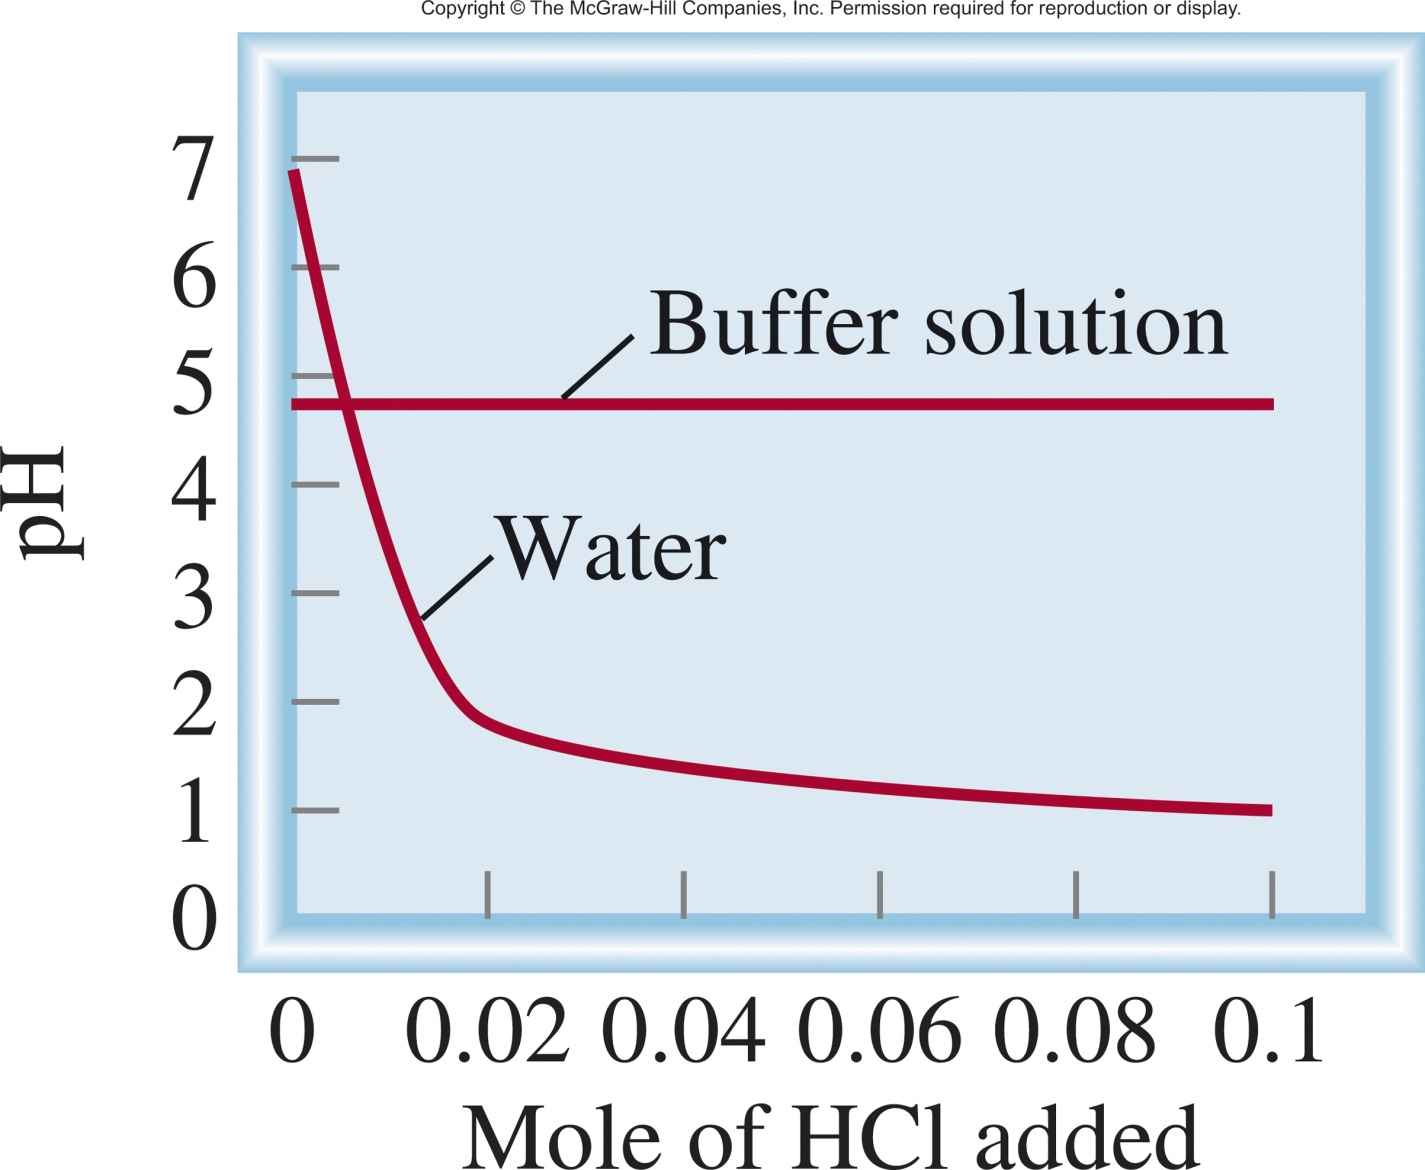 Copyright © The McGraw-Hill Companies, Inc. Permission required for reproduction or display.
7
6
Buffer solution
5
4
pH
Water
3
2
1
0
0 0.02 0.04 0.06 0.08 0.1
Mole of HCl added